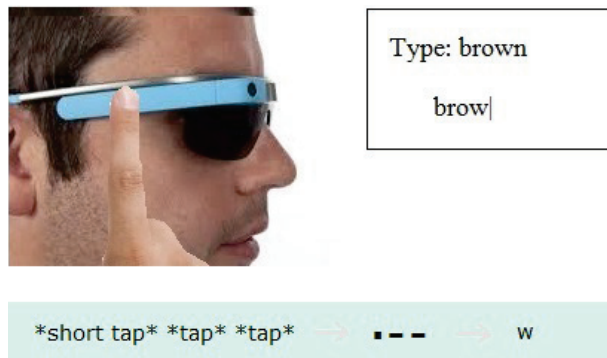 Type: brown
brow|
*short tap* *tap* *tap* → ▪ – – → w